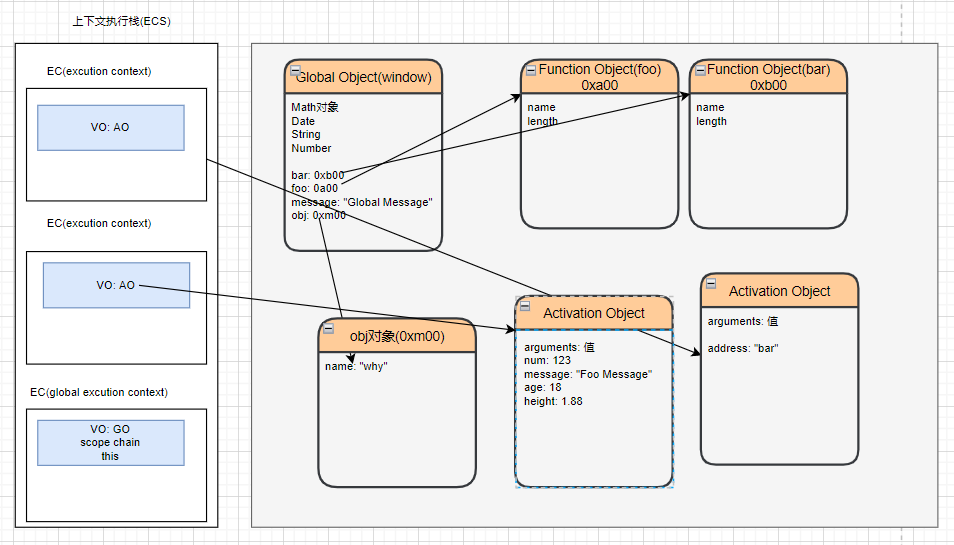 上下文执行栈(ECS)
EC(excution context)
VO: AO
EC(excution context)
VO: AO
EC(global excution context)
VO: GO
scope chain
this
Global Object(window)
Math对象
Date
String
Number
bar: 0xb00
foo: 0a00
message: "Global Message"
obj: 0xm00
Function Object(foo)
0xa00
name
length
Function Object(bar)
0xb00
name
length
obj对象(0xm00)
name: "why"
Activation Object
arguments: 值
num: 123
message: "Foo Message"
age: 18
height: 1.88
Activation Object
arguments: 值
address: "bar"